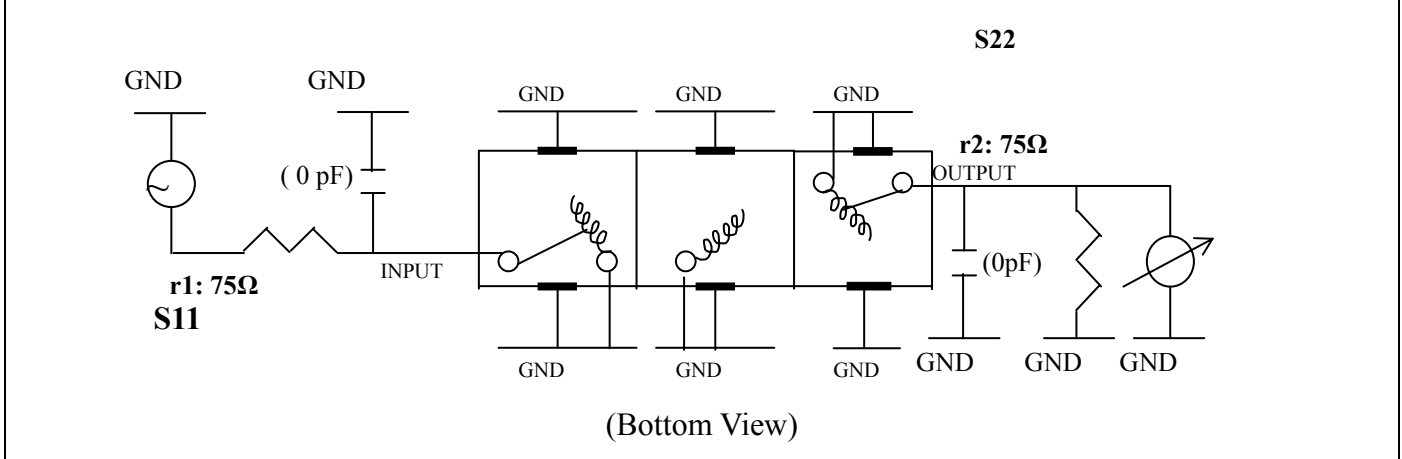 S22
GND
GND
GND
GND
GND
r2: 75Ω
( 0 pF)
OUTPUT
INPUT
(0pF)
r1: 75Ω
S11
GND
GND
GND
GND
GND
GND
(Bottom View)